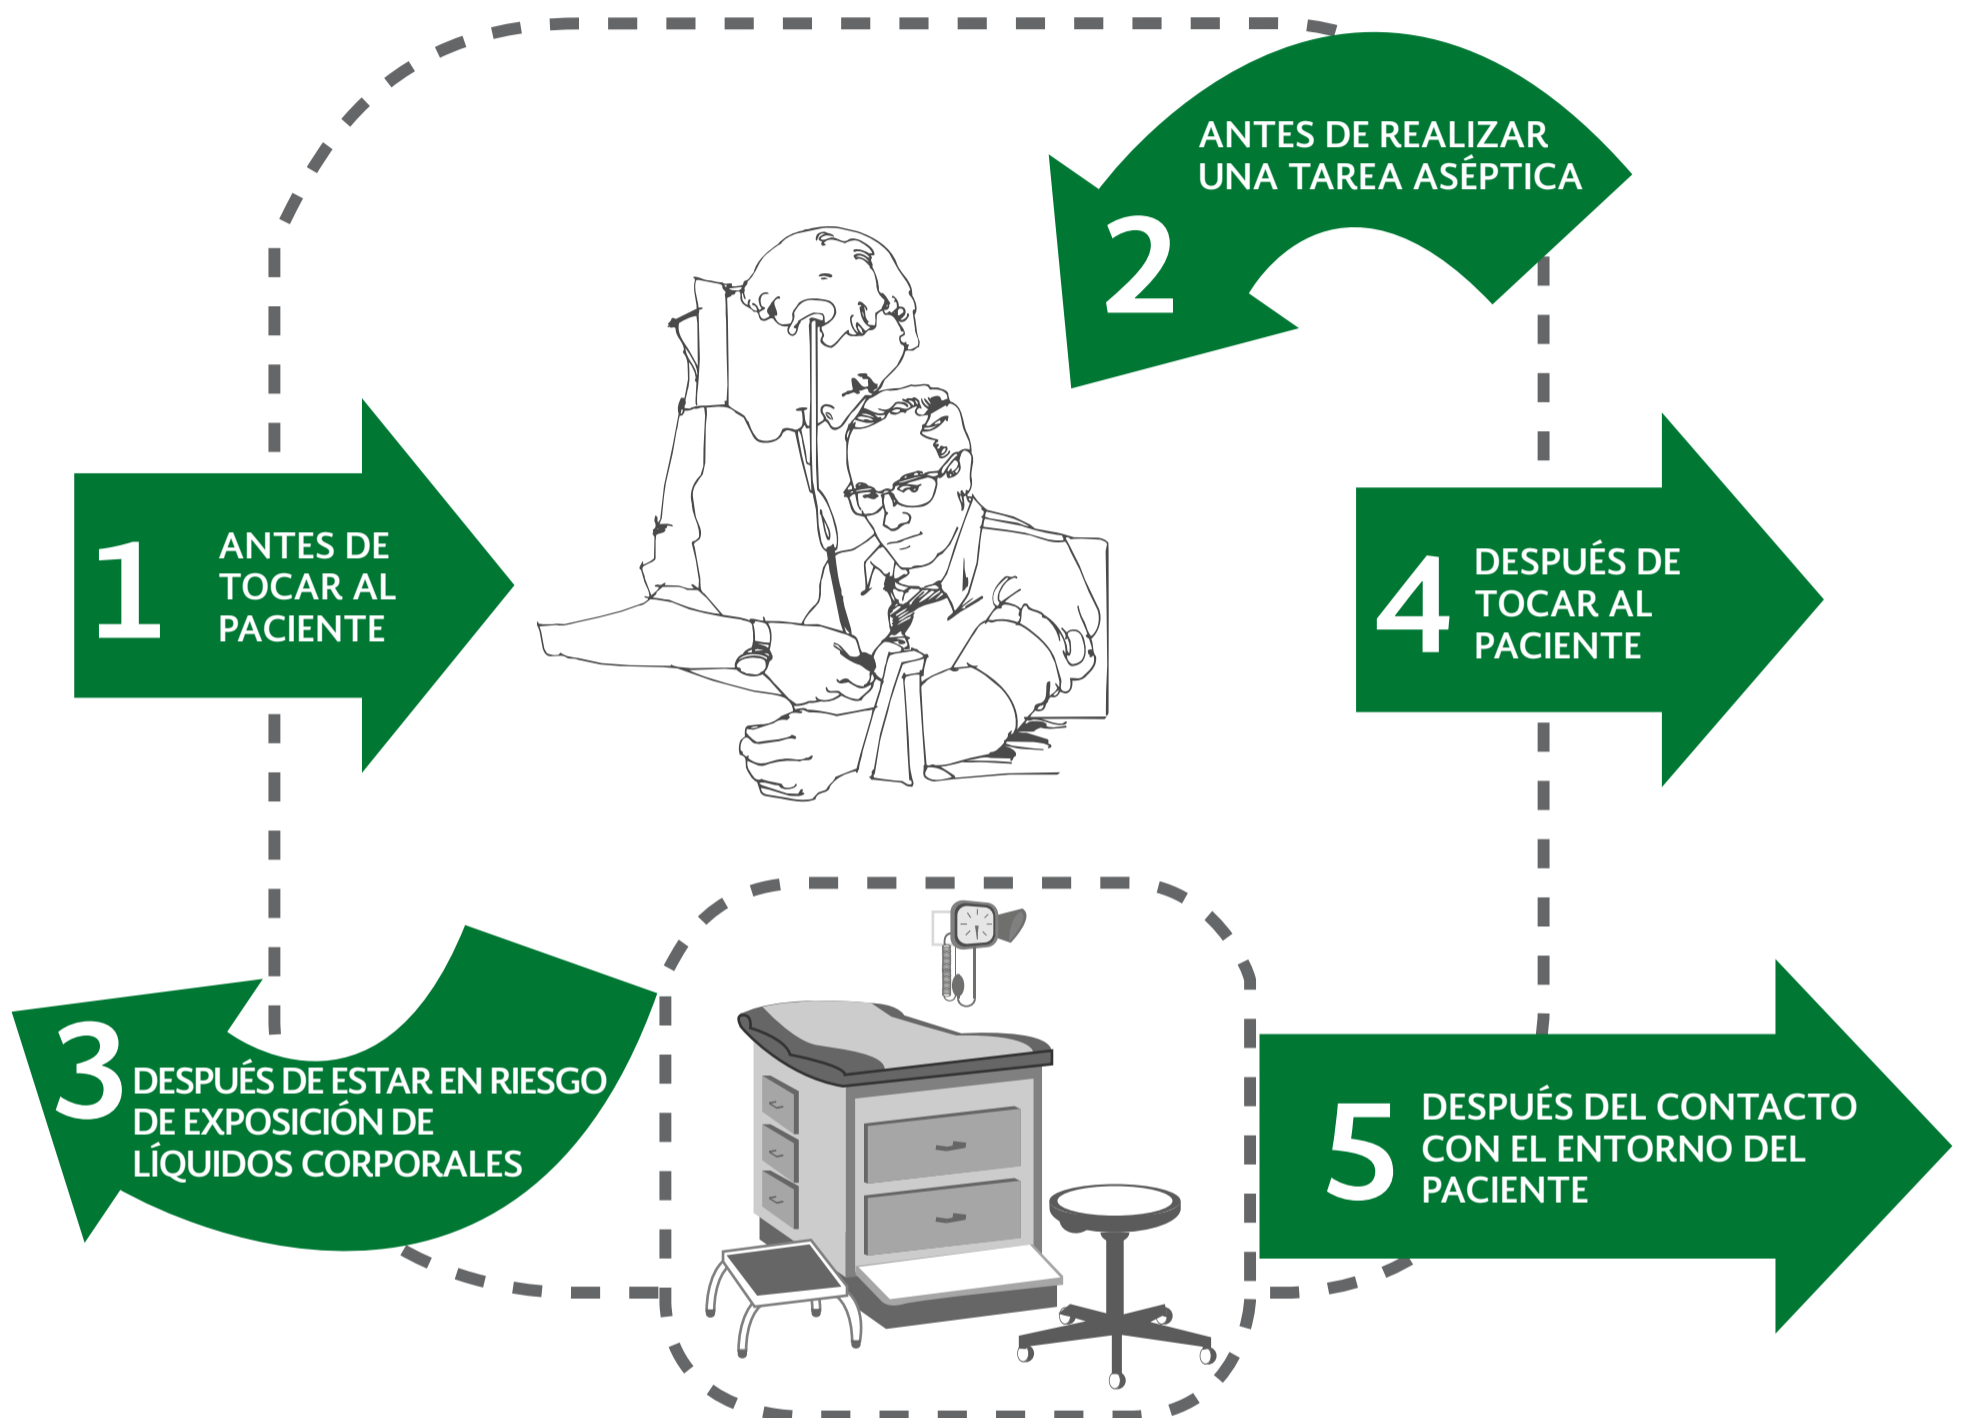 1
ANTES DE
TOCAR AL
PACIENTE
2
ANTES DE REALIZAR
UNA TAREA ASÉPTICA
3
DESPUÉS DE ESTAR EN RIESGO
DE EXPOSICIÓN DE
LÍQUIDOS CORPORALES
4
DESPUÉS DE
TOCAR AL
PACIENTE
5
DESPUÉS DEL CONTACTO
CON EL ENTORNO DEL
PACIENTE